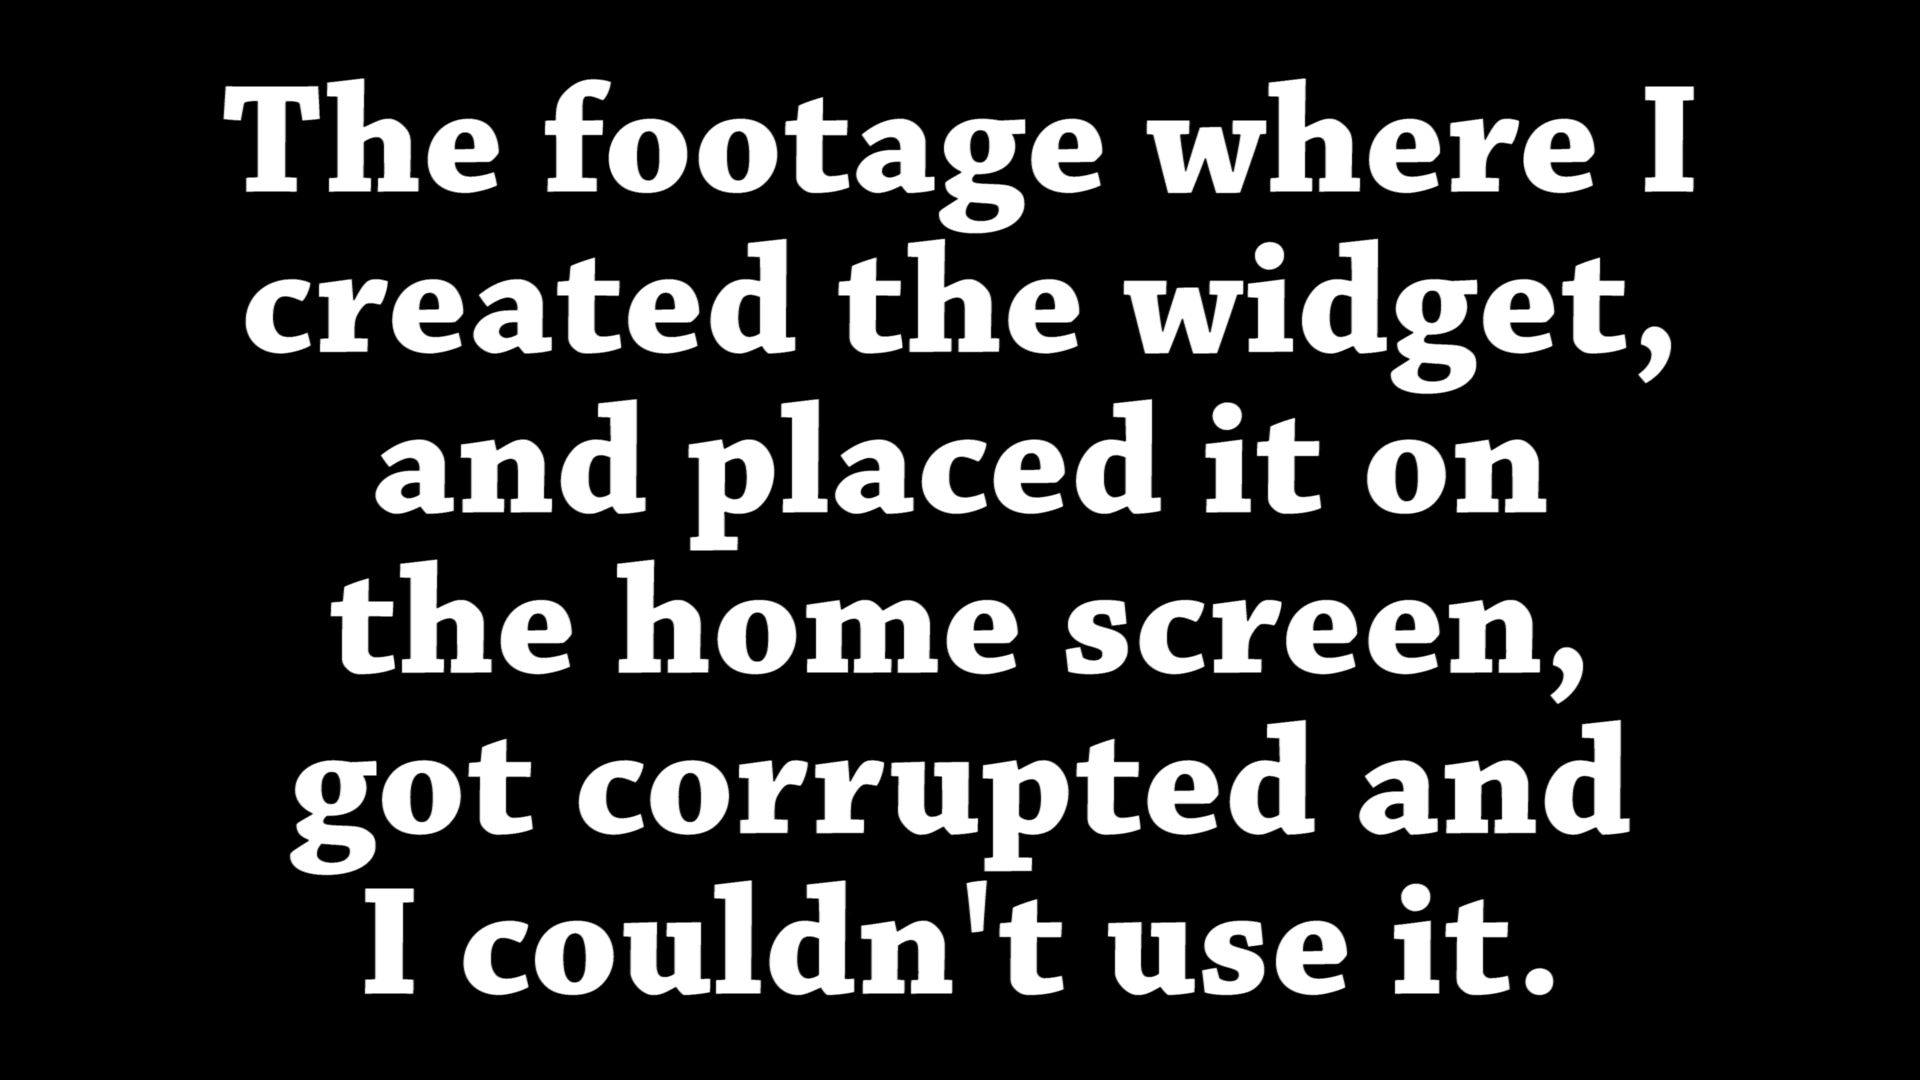 The footage where I
created the widget,
and placed it on
the home screen,
got corrupted and
I couldn't use it.